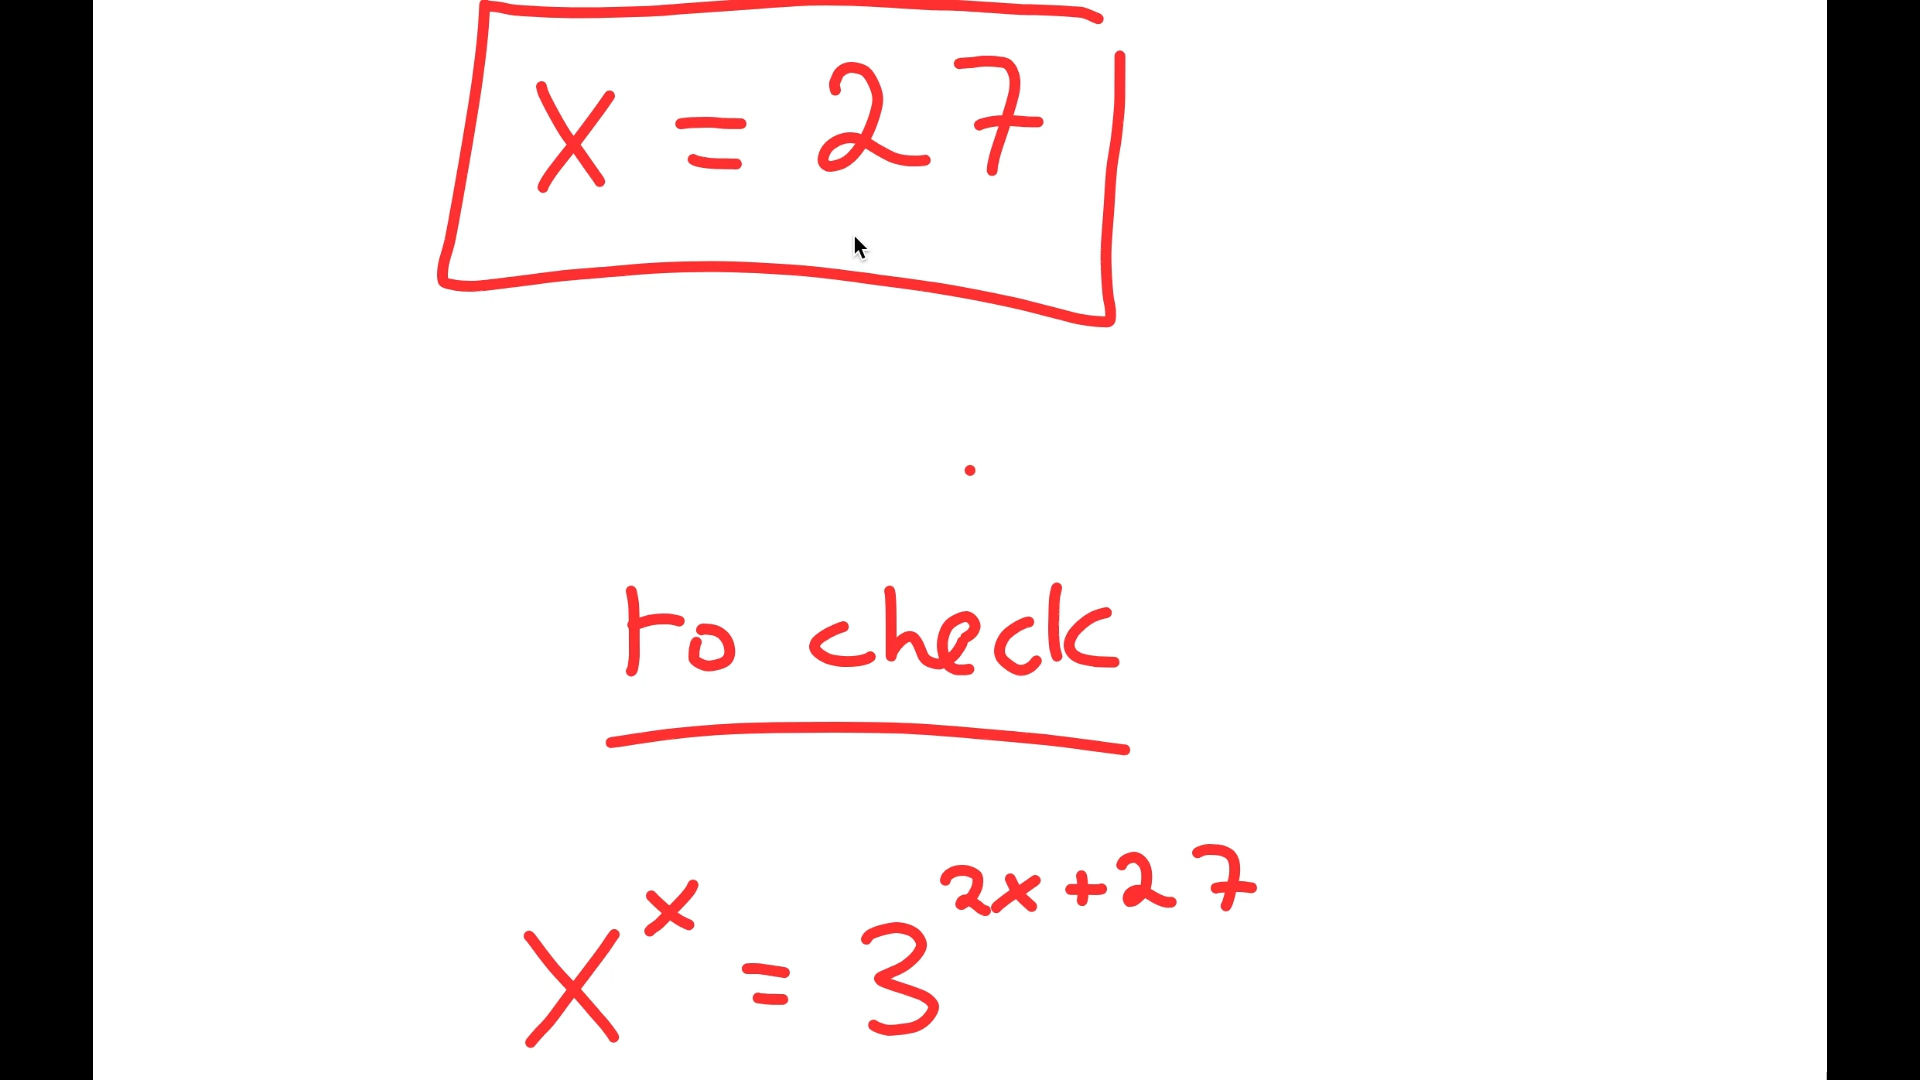 x = 27
to check
x^x = 3^{2x+27}